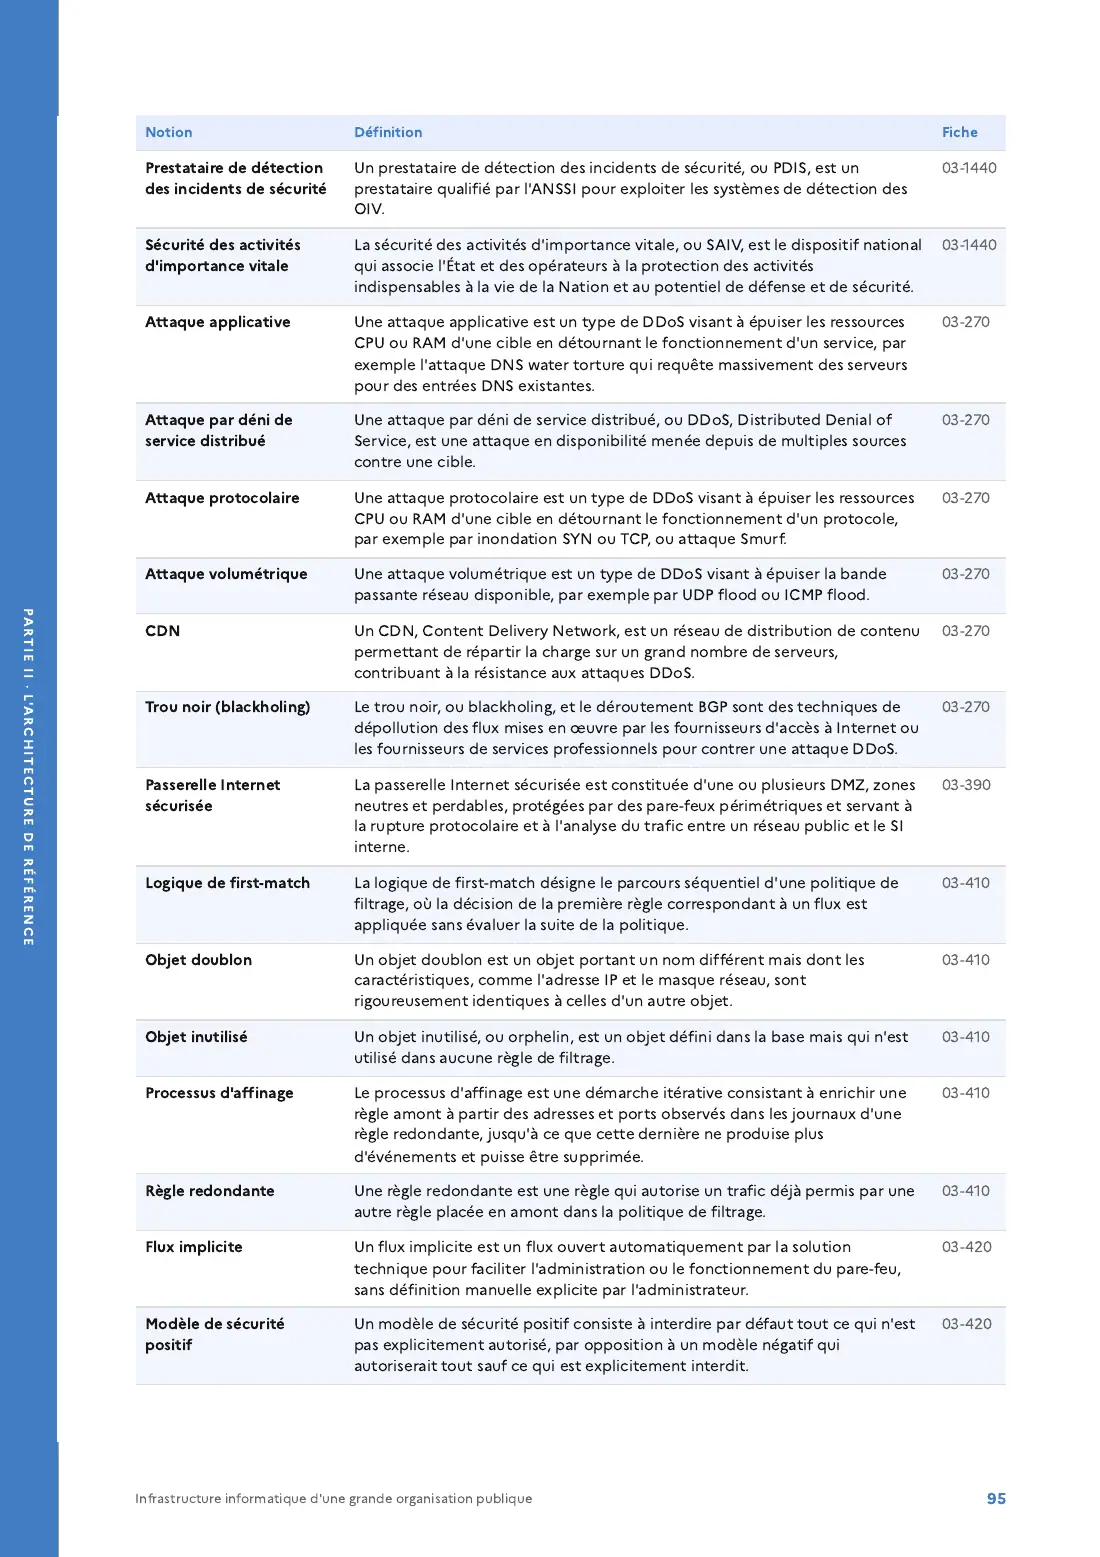 PARTIE II · L'ARCHITECTURE DE RÉFÉRENCE
Notion Définition Fiche
Prestataire de détection des incidents de sécurité
Un prestataire de détection des incidents de sécurité, ou PDIS, est un
prestataire qualifié par l'ANSSI pour exploiter les systèmes de détection des
OIV.
03-1440
Sécurité des activités
d'importance vitale
La sécurité des activités d'importance vitale, ou SAIV, est le dispositif national
qui associe l'État et des opérateurs à la protection des activités
indispensables à la vie de la Nation et au potentiel de défense et de sécurité.
03-1440
Attaque applicative
Une attaque applicative est un type de DDoS visant à épuiser les ressources
CPU ou RAM d'une cible en détournant le fonctionnement d'un service, par
exemple l'attaque DNS water torture qui requête massivement des serveurs
pour des entrées DNS existantes.
03-270
Attaque par déni de
service distribué
Une attaque par déni de service distribué, ou DDoS, Distributed Denial of
Service, est une attaque en disponibilité menée depuis de multiples sources
contre une cible.
03-270
Attaque protocolaire
Une attaque protocolaire est un type de DDoS visant à épuiser les ressources
CPU ou RAM d'une cible en détournant le fonctionnement d'un protocole,
par exemple par inondation SYN ou TCP, ou attaque Smurf.
03-270
Attaque volumétrique
Une attaque volumétrique est un type de DDoS visant à épuiser la bande
passante réseau disponible, par exemple par UDP flood ou ICMP flood.
03-270
CDN
Un CDN, Content Delivery Network, est un réseau de distribution de contenu
permettant de répartir la charge sur un grand nombre de serveurs,
contribuant à la résistance aux attaques DDoS.
03-270
Trou noir (blackholing)
Le trou noir, ou blackholing, et le déroutement BGP sont des techniques de
dépollution des flux mises en œuvre par les fournisseurs d'accès à Internet ou
les fournisseurs de services professionnels pour contrer une attaque DDoS.
03-270
Passerelle Internet
sécurisée
La passerelle Internet sécurisée est constituée d'une ou plusieurs DMZ, zones
neutres et perdables, protégées par des pare-feux périmétriques et servant à
la rupture protocolaire et à l'analyse du trafic entre un réseau public et le SI
interne.
03-390
Logique de first-match
La logique de first-match désigne le parcours séquentiel d'une politique de
filtrage, où la décision de la première règle correspondant à un flux est
appliquée sans évaluer la suite de la politique.
03-410
Objet doublon
Un objet doublon est un objet portant un nom différent mais dont les
caractéristiques, comme l'adresse IP et le masque réseau, sont
rigoureusement identiques à celles d'un autre objet.
03-410
Objet inutilisé
Un objet inutilisé, ou orphelin, est un objet défini dans la base mais qui n'est
utilisé dans aucune règle de filtrage.
03-410
Processus d'affinage
Le processus d'affinage est une démarche itérative consistant à enrichir une
règle amont à partir des adresses et ports observés dans les journaux d'une
règle redondante, jusqu'à ce que cette dernière ne produise plus
d'événements et puisse être supprimée.
03-410
Règle redondante
Une règle redondante est une règle qui autorise un trafic déjà permis par une
autre règle placée en amont dans la politique de filtrage.
03-410
Flux implicite
Un flux implicite est un flux ouvert automatiquement par la solution
technique pour faciliter l'administration ou le fonctionnement du pare-feu,
sans définition manuelle explicite par l'administrateur.
03-420
Modèle de sécurité
positif
Un modèle de sécurité positif consiste à interdire par défaut tout ce qui n'est
pas explicitement autorisé, par opposition à un modèle négatif qui
autoriserait tout sauf ce qui est explicitement interdit.
03-420
Infrastructure informatique d'une grande organisation publique 95